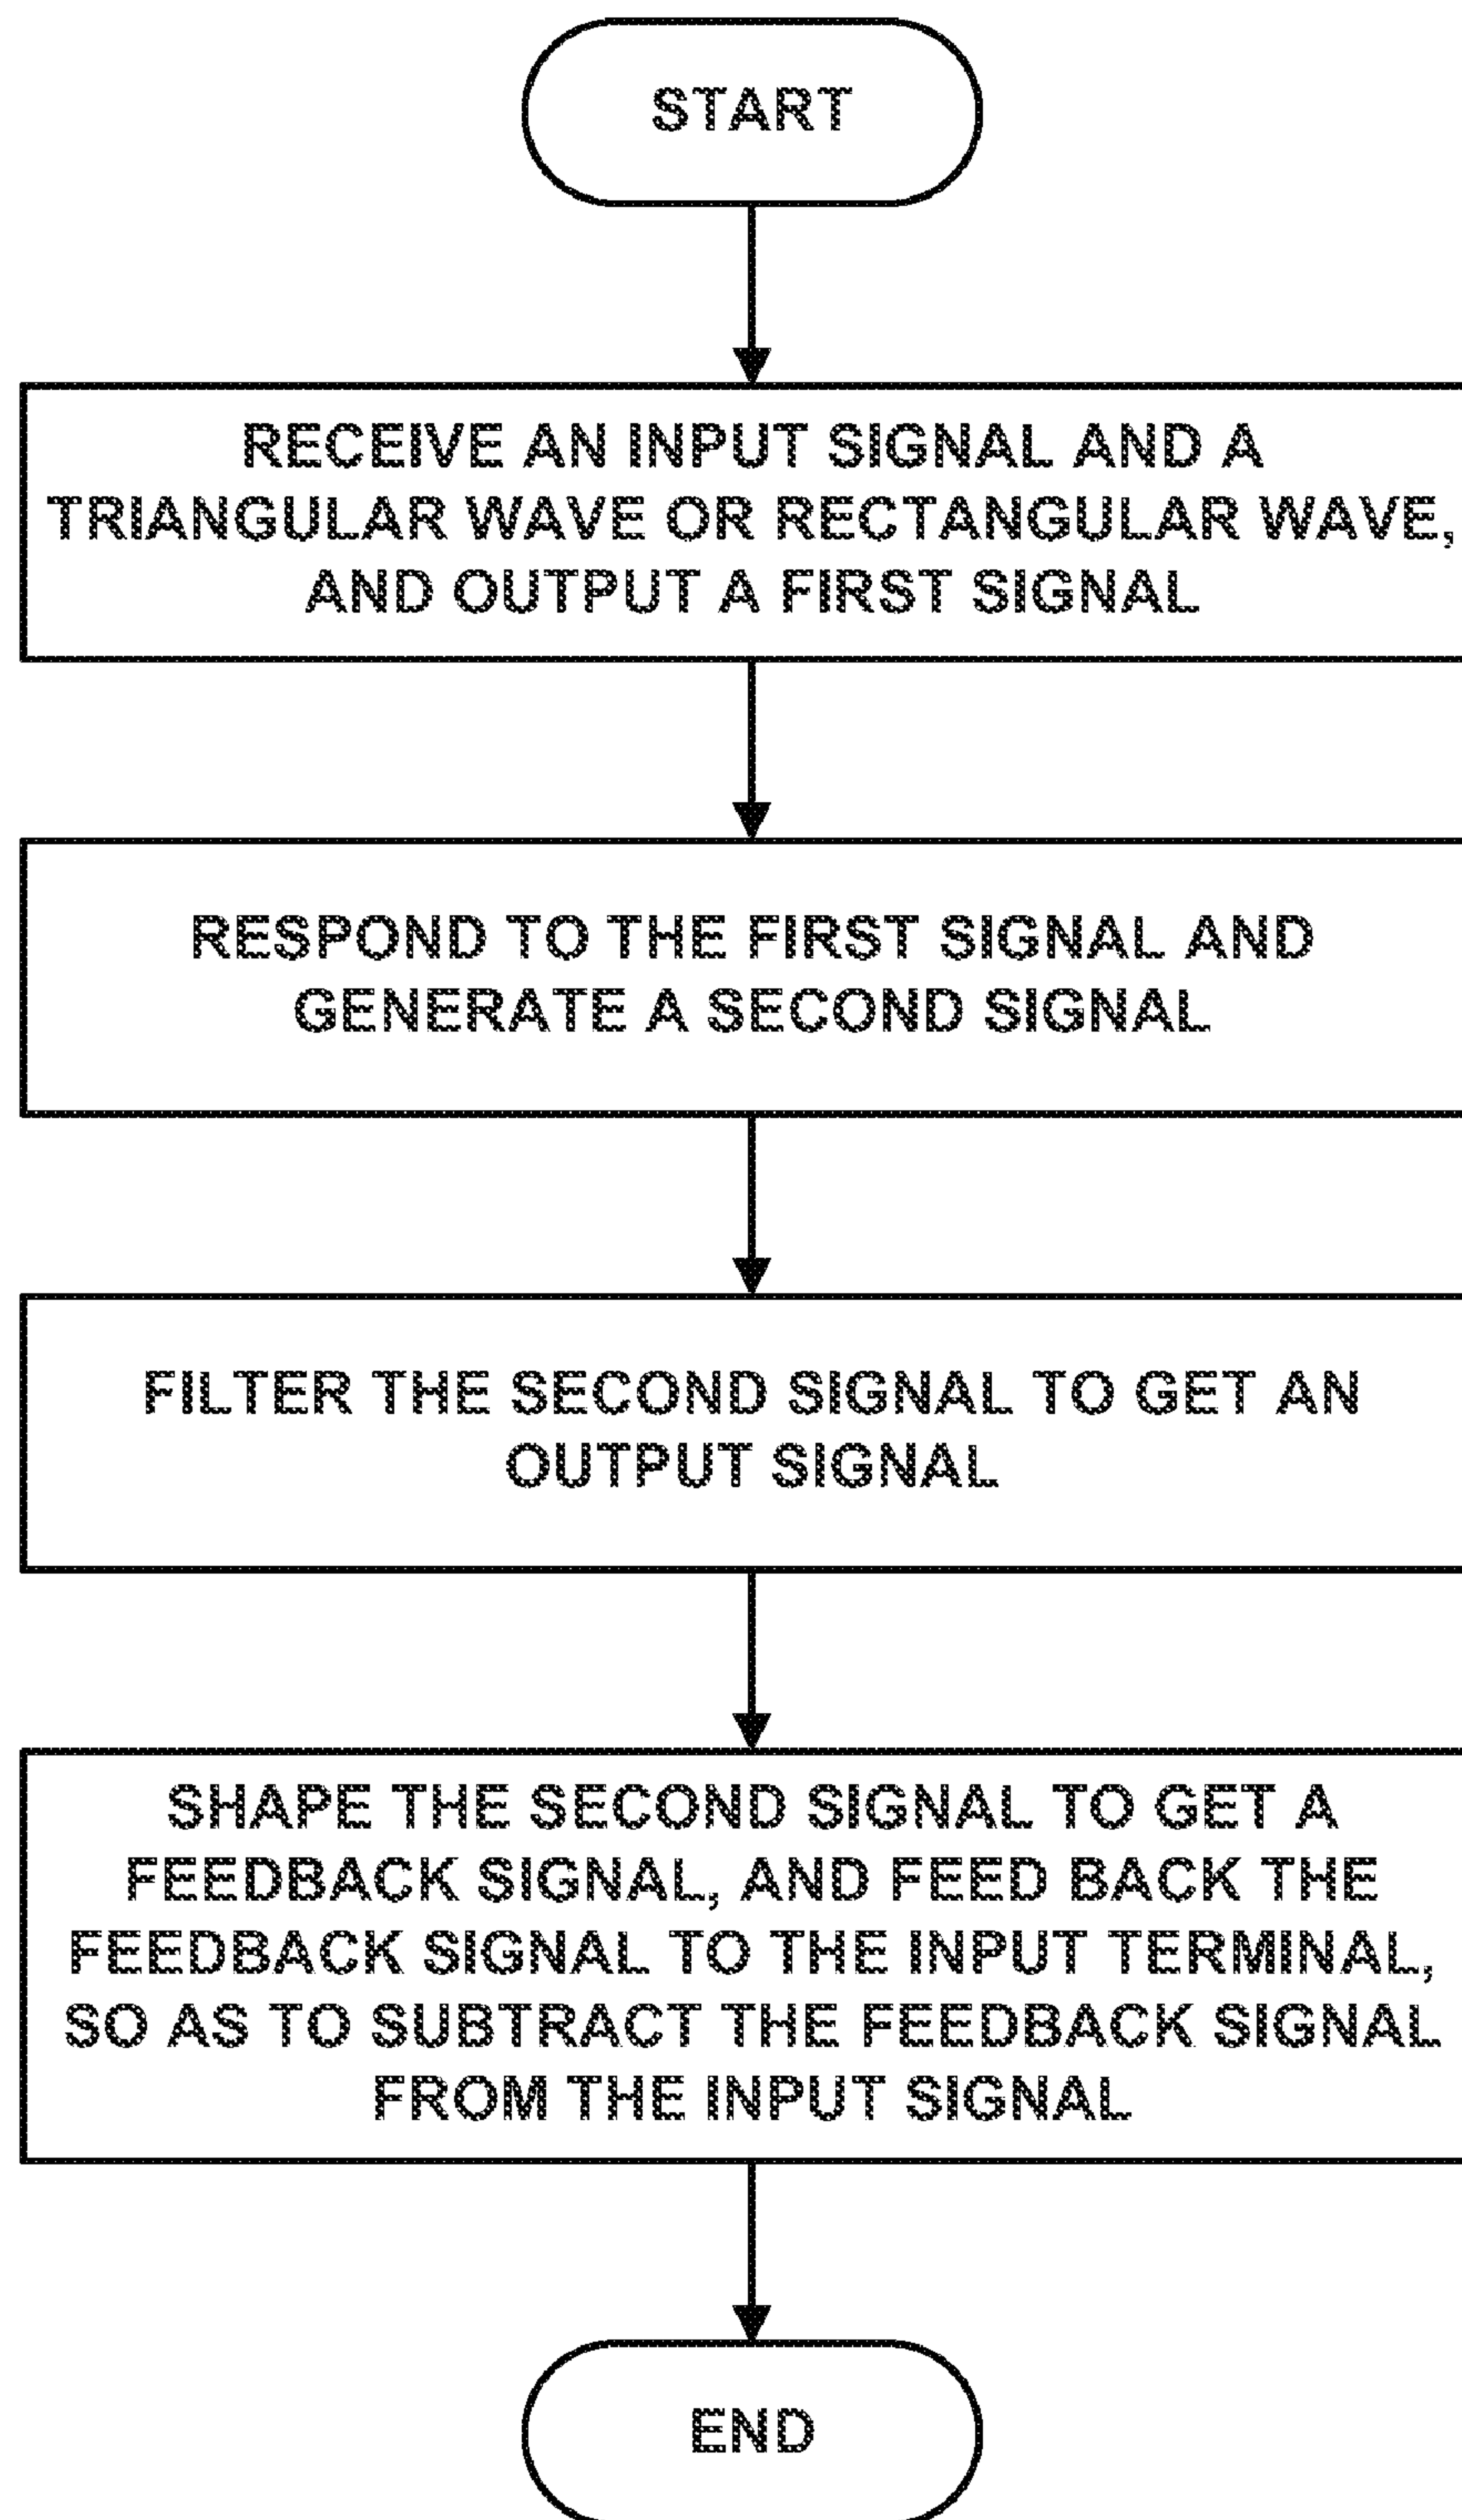 START
RECEIVE AN INPUT SIGNAL AND A
TRIANGULAR WAVE OR RECTANGULAR WAVE,
AND OUTPUT A FIRST SIGNAL
RESPOND TO THE FIRST SIGNAL AND
GENERATE A SECOND SIGNAL
FILTER THE SECOND SIGNAL TO GET AN
OUTPUT SIGNAL
SHAPE THE SECOND SIGNAL TO GET A
FEEDBACK SIGNAL, AND FEED BACK THE
FEEDBACK SIGNAL TO THE INPUT TERMINAL,
SO AS TO SUBTRACT THE FEEDBACK SIGNAL
FROM THE INPUT SIGNAL
END